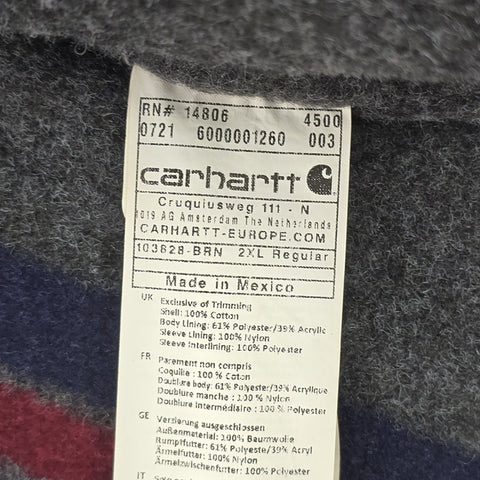 RN# 14806 4500
0721 6000001260 003
carhartt
Cruquiusweg 111 - N
1019 AG Amsterdam The Netherlands
CARHARTT-EUROPE.COM
103828-BRN 2XL Regular
Made in Mexico
UK Exclusive of Trimming
Shell: 100% Cotton
Body Lining: 61% Polyester/39% Acrylic
Sleeve Lining: 100% Nylon
Sleeve Interlining: 100% Polyester
FR Parement non compris
Coquille : 100 % Coton
Doublure body: 61% Polyester/39% Acrylique
Doublure manche: 100 % Nylon
Doublure intermédiaire : 100% Polyester
GE Versierung ausgeschlossen
Außenmaterial: 100% Baumwolle
Rumpffutter: 61% Polyester/39% Acryl
Ärmelfutter: 100% Nylon
Ärmelzwischenfutter: 100% Polyester
IT